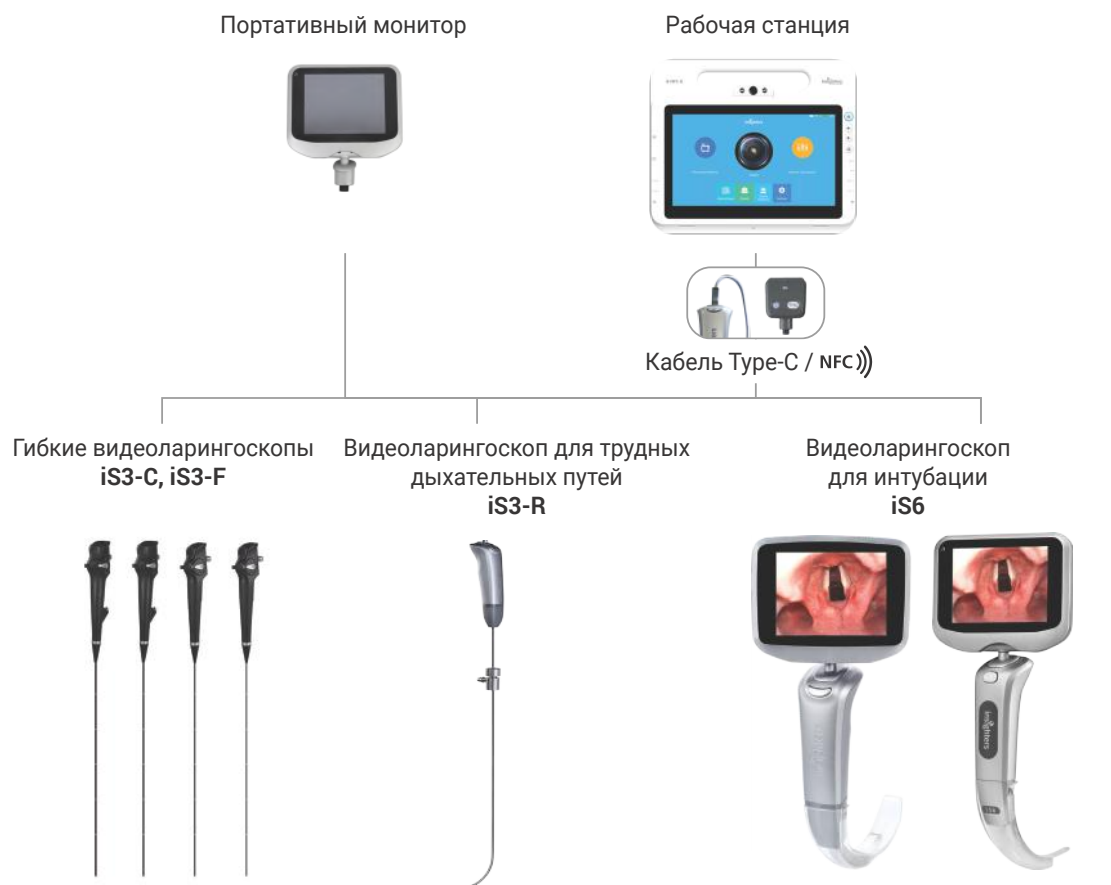 Портативный монитор
Рабочая станция
Кабель Type-C / NFC
Гибкие видеоларингоскопы
iS3-C, iS3-F
Видеоларингоскоп для трудных
дыхательных путей
iS3-R
Видеоларингоскоп
для интубации
iS6
insighters